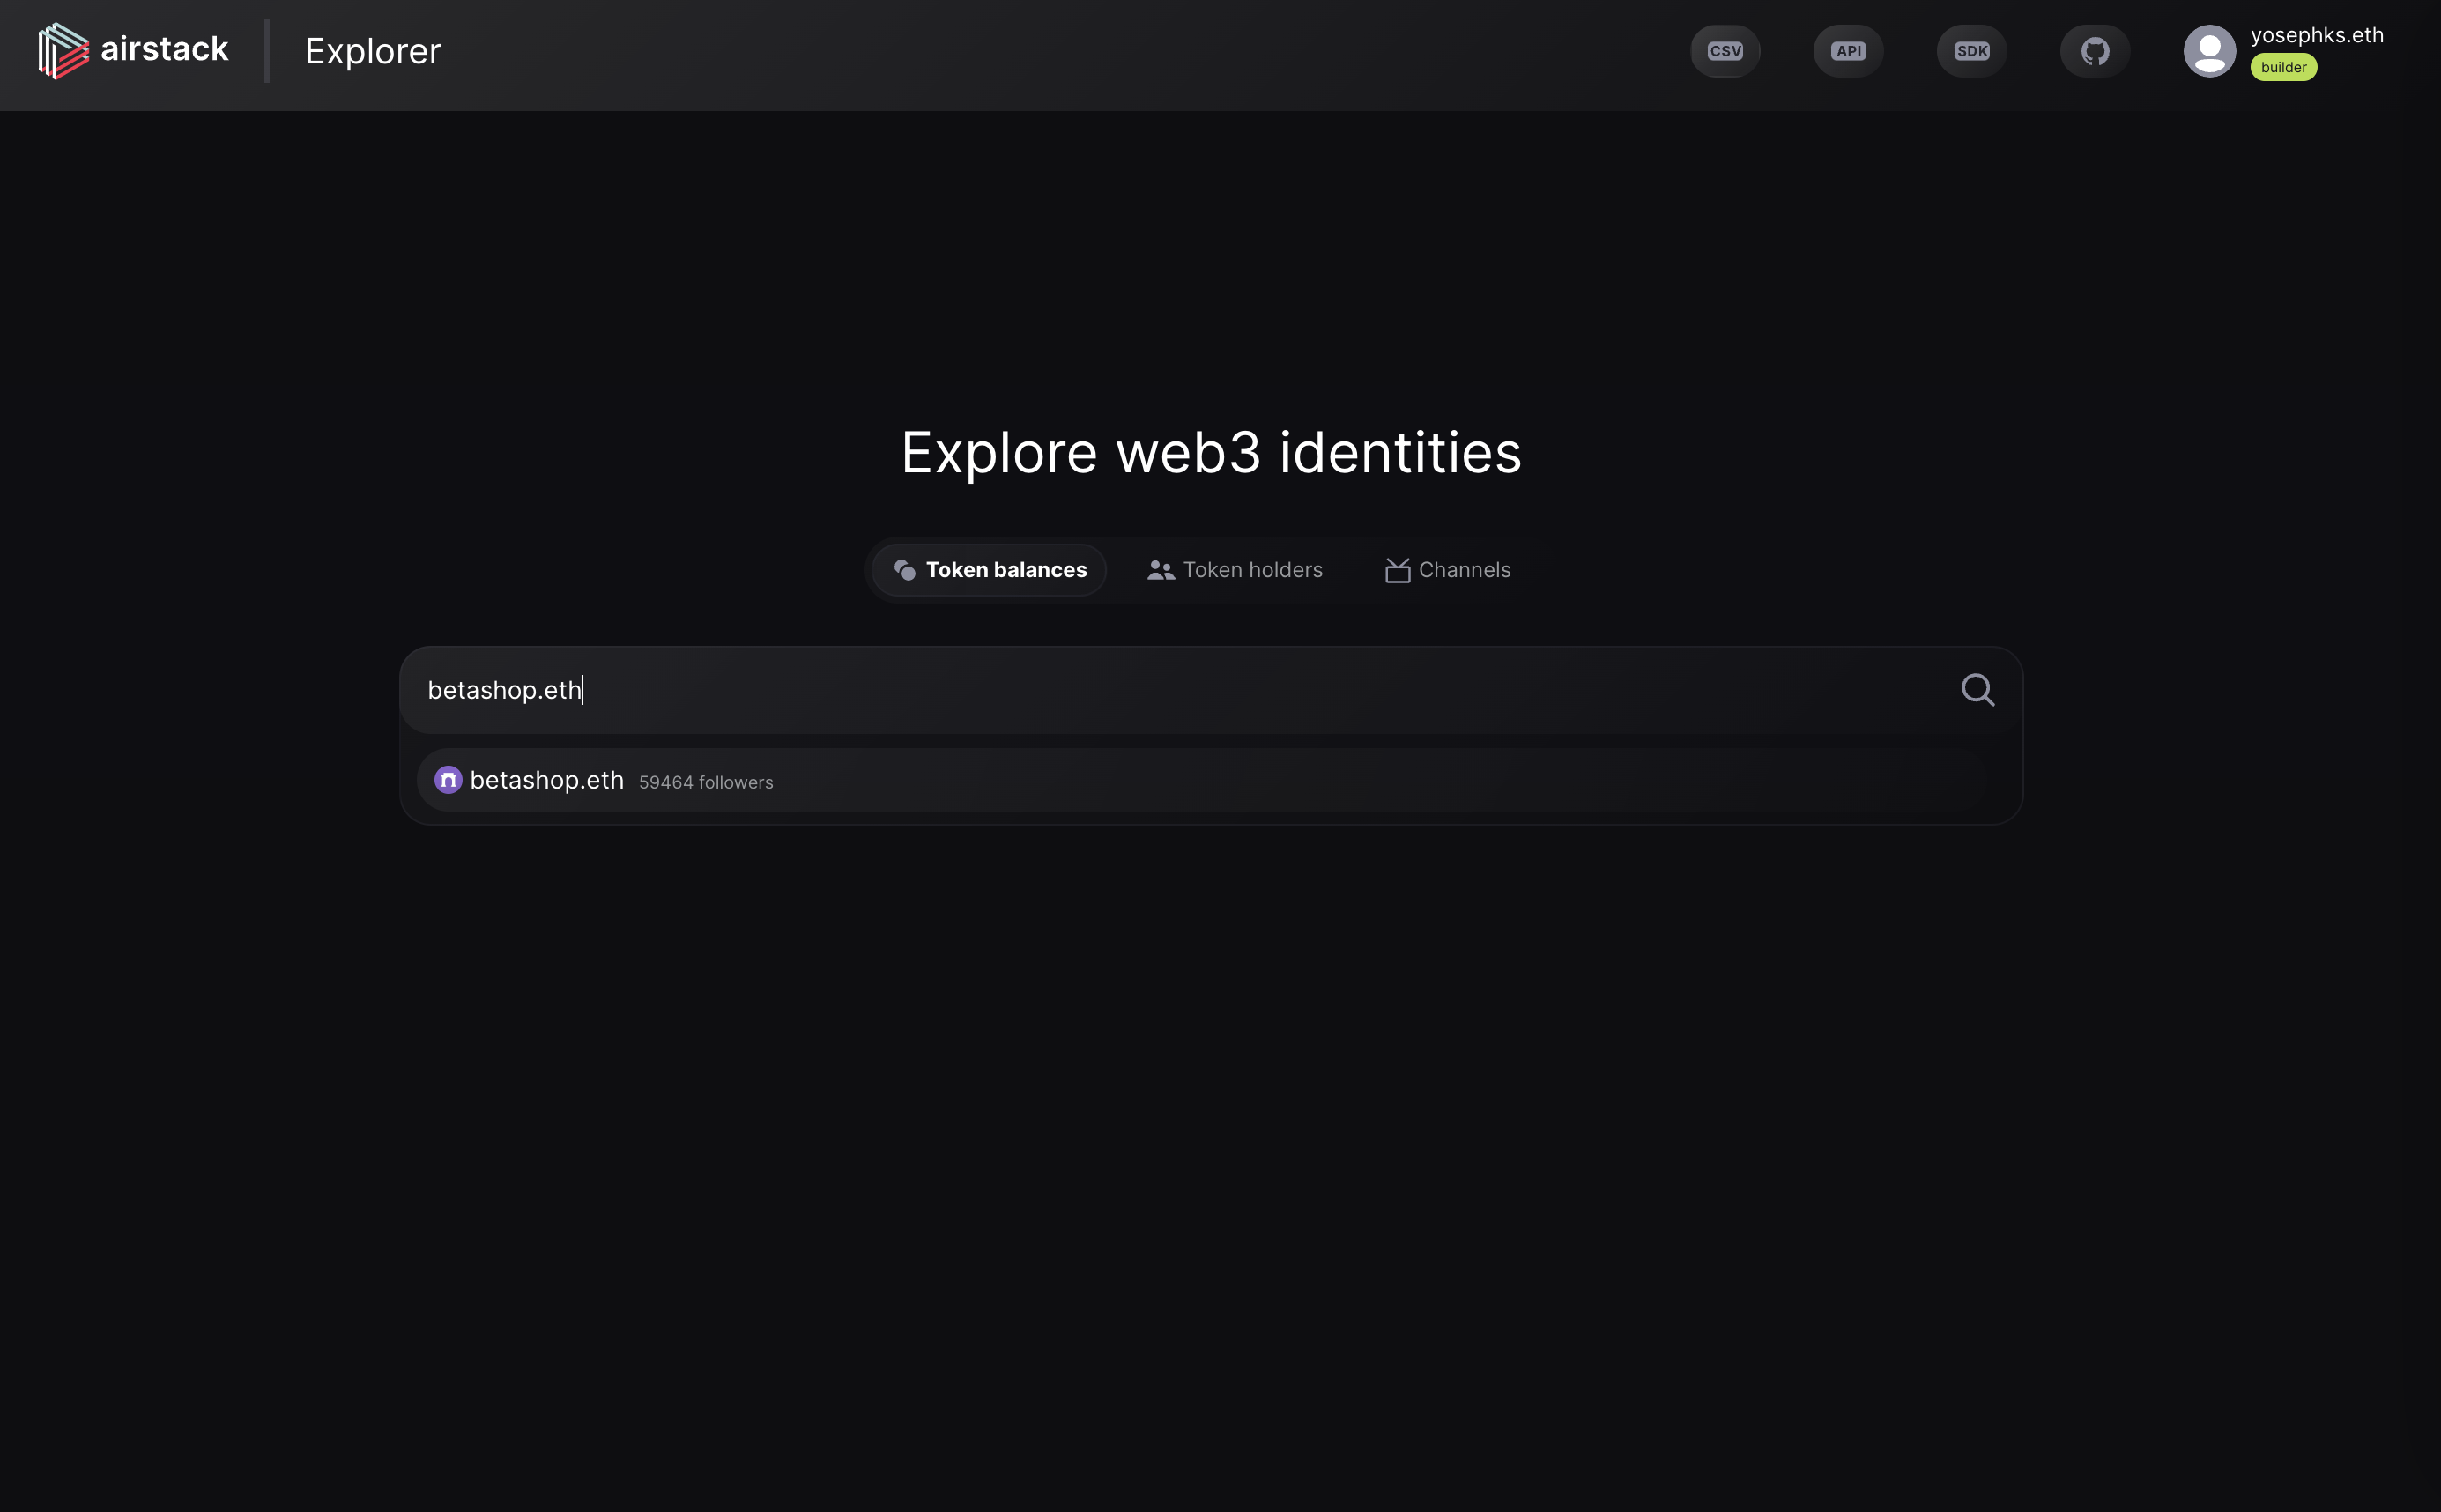 airstack
Explorer
CSV
API
SDK
yosephks.eth
builder
Explore web3 identities
Token balances
Token holders
Channels
betashop.eth
betashop.eth 59464 followers